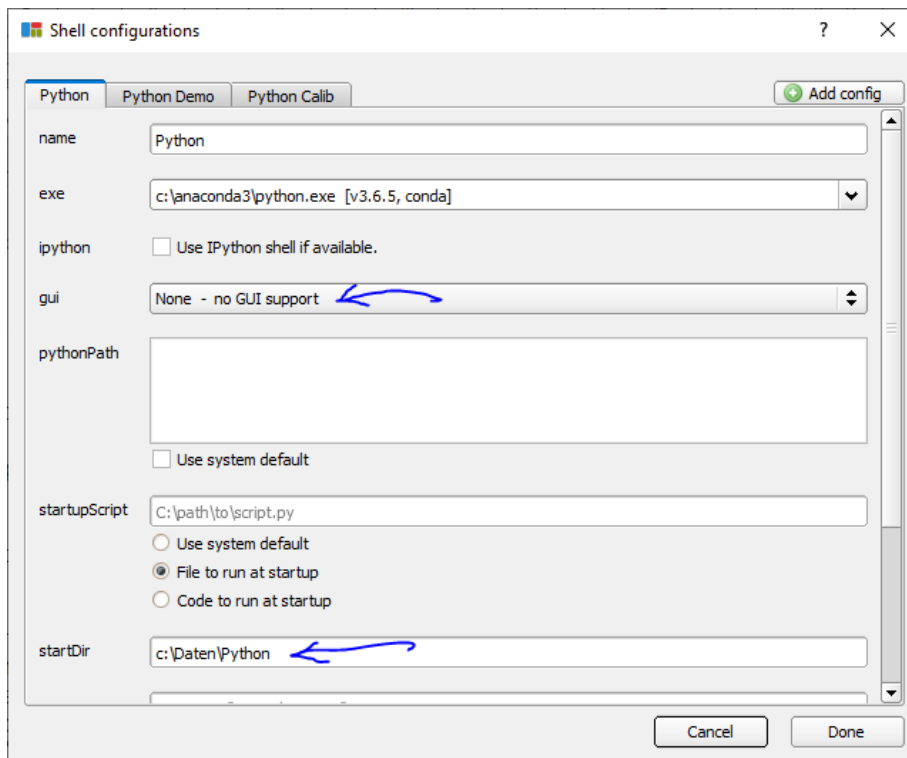 Shell configurations
Python Python Demo Python Calib Add config
name Python
exe c:\anaconda3\python.exe [v3.6.5, conda]
ipython Use IPython shell if available.
gui None - no GUI support
pythonPath
Use system default
startupScript C:\path\to\script.py
Use system default
File to run at startup
Code to run at startup
startDir c:\Daten\Python
Cancel Done